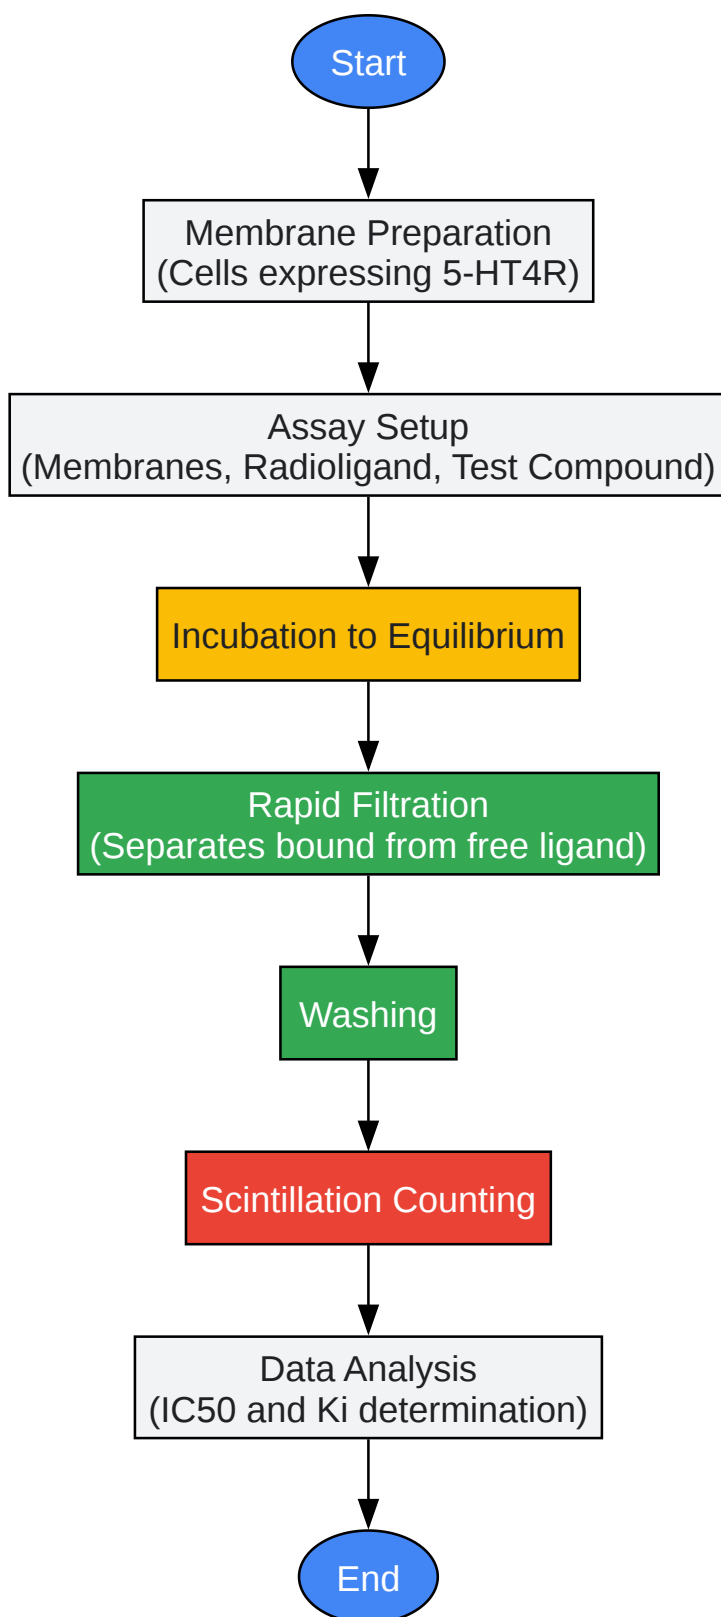 Start
Membrane Preparation
(Cells expressing 5-HT4R)
Assay Setup
(Membranes, Radioligand, Test Compound)
Incubation to Equilibrium
Rapid Filtration
(Separates bound from free ligand)
Washing
Scintillation Counting
Data Analysis
(IC50 and Ki determination)
End